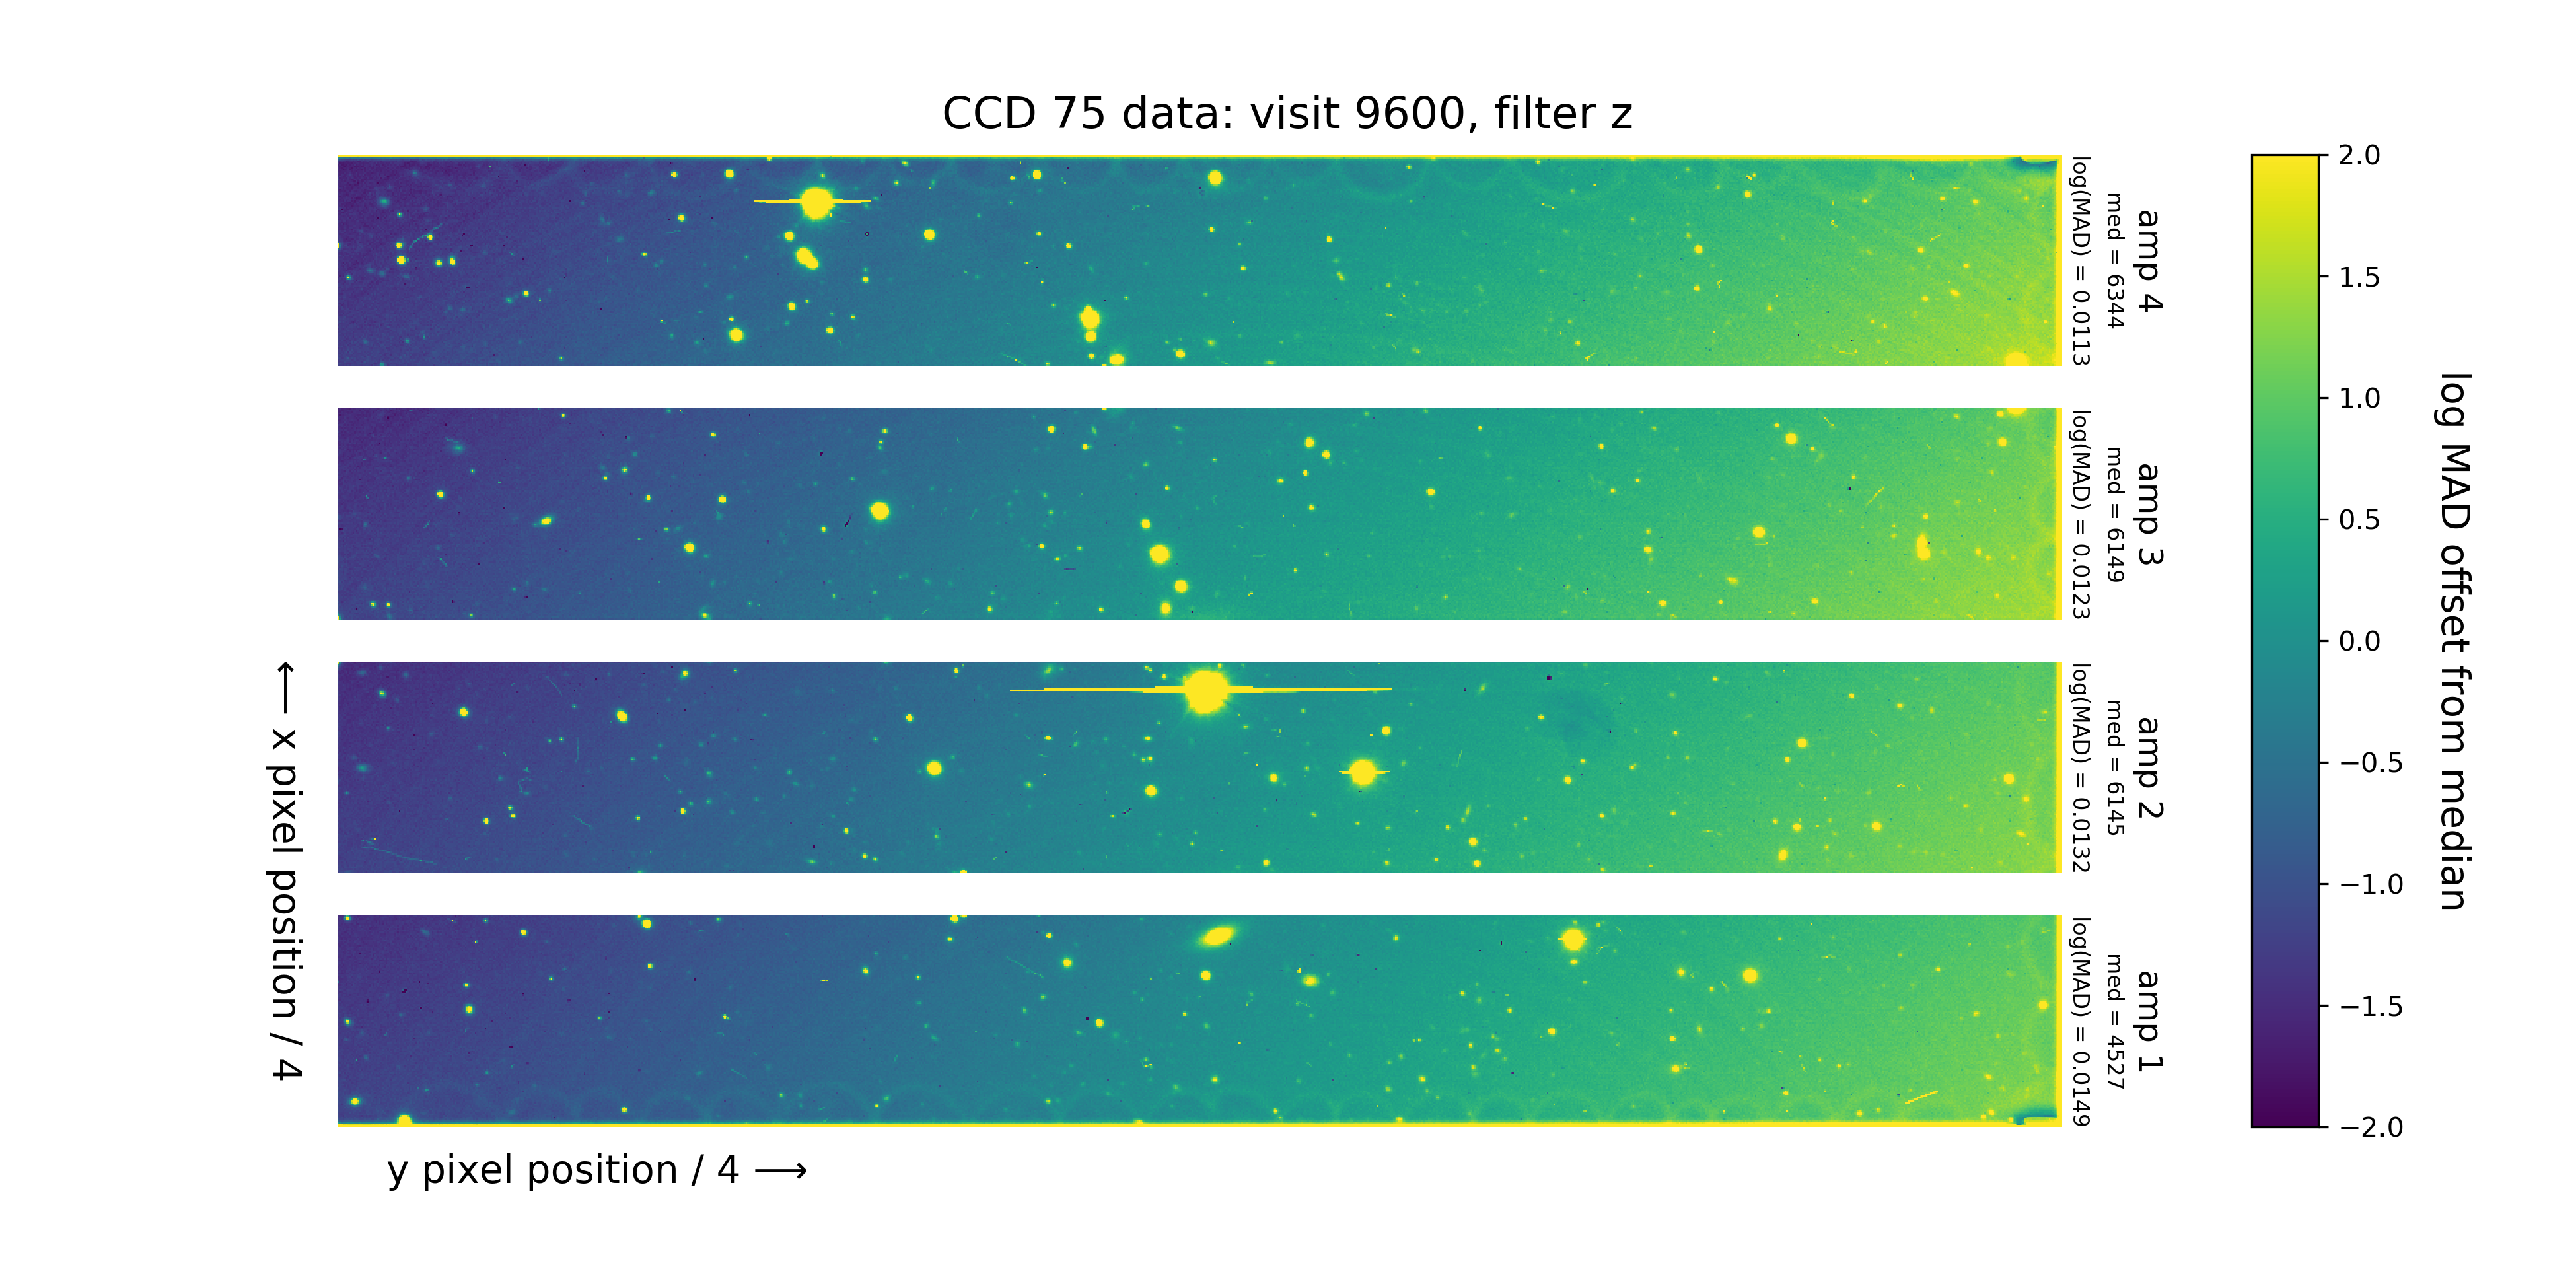 CCD 75 data: visit 9600, filter z
amp 4
med = 6344
log(MAD) = 0.0113
amp 3
med = 6149
log(MAD) = 0.0123
amp 2
med = 6145
log(MAD) = 0.0132
amp 1
med = 4527
log(MAD) = 0.0149
⟵ x pixel position / 4
y pixel position / 4 ⟶
2.0
1.5
1.0
0.5
0.0
−0.5
−1.0
−1.5
−2.0
log MAD offset from median